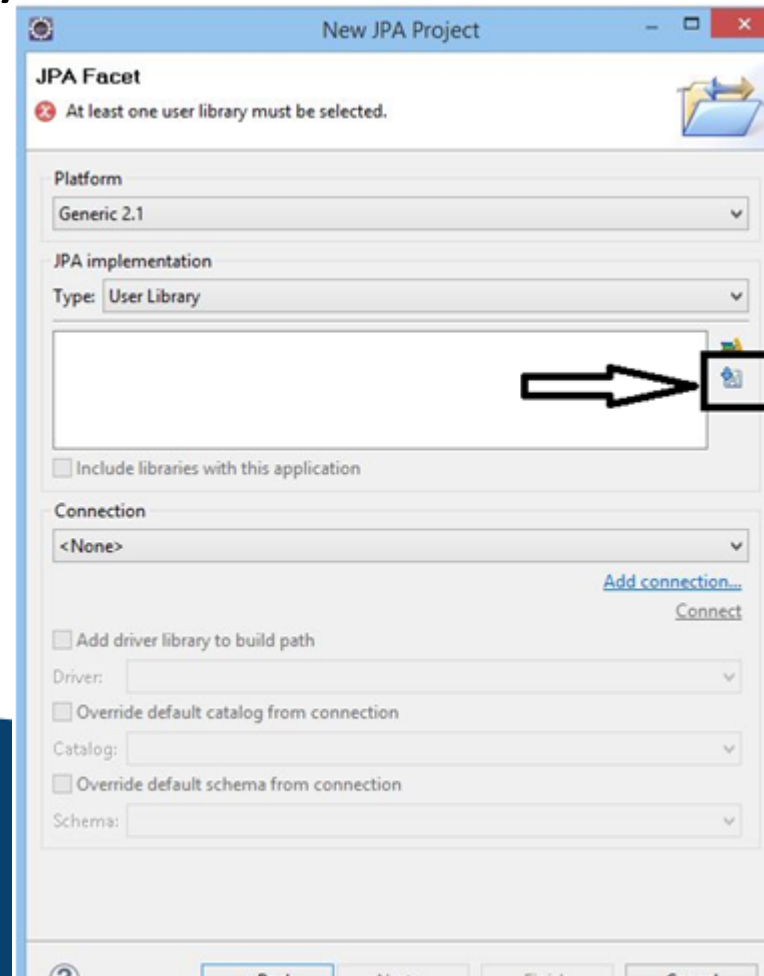 New JPA Project
JPA Facet
At least one user library must be selected.
Platform
Generic 2.1
JPA implementation
Type: User Library
Include libraries with this application
Connection
<None>
Add connection...
Connect
Add driver library to build path
Driver:
Override default catalog from connection
Catalog:
Override default schema from connection
Schema: